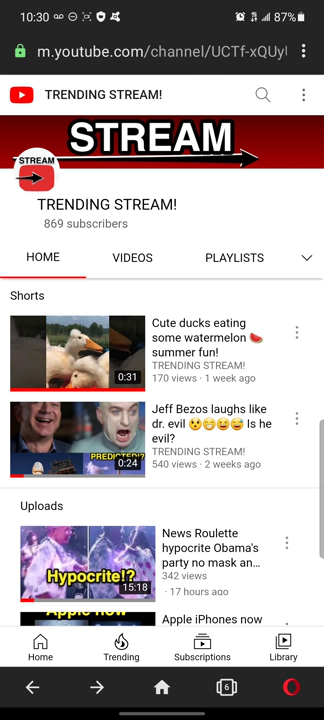 10:30
87%
m.youtube.com/channel/UCTf-xQUyl
TRENDING STREAM!
STREAM
STREAM
TRENDING STREAM!
869 subscribers
HOME VIDEOS PLAYLISTS
Shorts
0:31
Cute ducks eating
some watermelon 🍉
summer fun!
TRENDING STREAM!
170 views · 1 week ago
PREDICTED!?
0:24
Jeff Bezos laughs like
dr. evil 😯😁😄😅 Is he
evil?
TRENDING STREAM!
540 views · 2 weeks ago
Uploads
Hypocrite!?
15:18
News Roulette
hypocrite Obama's
party no mask an...
342 views
· 17 hours ago
Apple now
Apple iPhones now
Home Trending Subscriptions Library
6